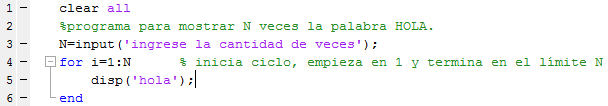 1 clear all
2 %programa para mostrar N veces la palabra HOLA.
3 N=input('ingrese la cantidad de veces');
4 for i=1:N % inicia ciclo, empieza en 1 y termina en el límite N
5 disp('hola');
6 end